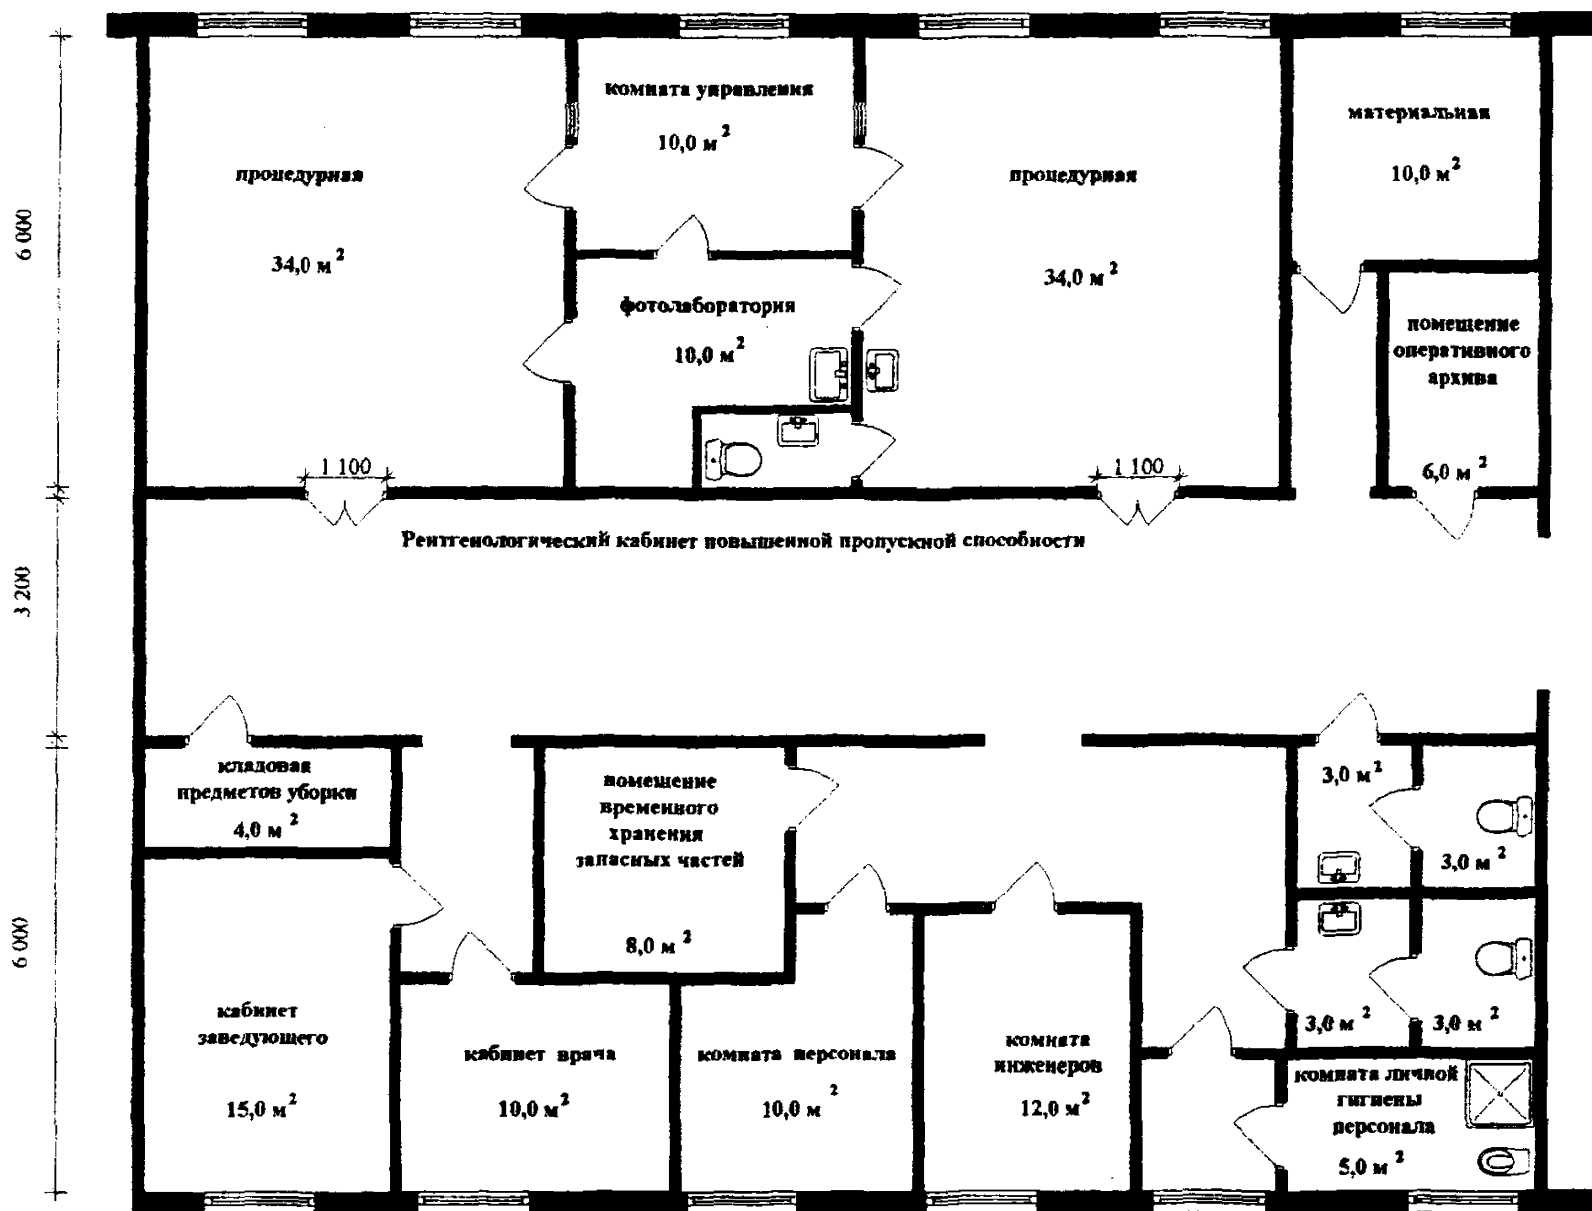 комната управления
10,0 м²
материальная
10,0 м²
процедурная
34,0 м²
процедурная
34,0 м²
6 000
фотолаборатория
10,0 м²
помещение
оперативного
архива
6,0 м²
1 100
1 100
Рентгенологический кабинет повышенной пропускной способности
3 200
кладовая
предметов уборки
4,0 м²
помещение
временного
хранения
запасных частей
8,0 м²
3,0 м²
3,0 м²
6 000
кабинет
заведующего
15,0 м²
кабинет врача
10,0 м²
комната персонала
10,0 м²
комната
инженеров
12,0 м²
3,0 м²
3,0 м²
комната личной
гигиены
персонала
5,0 м²